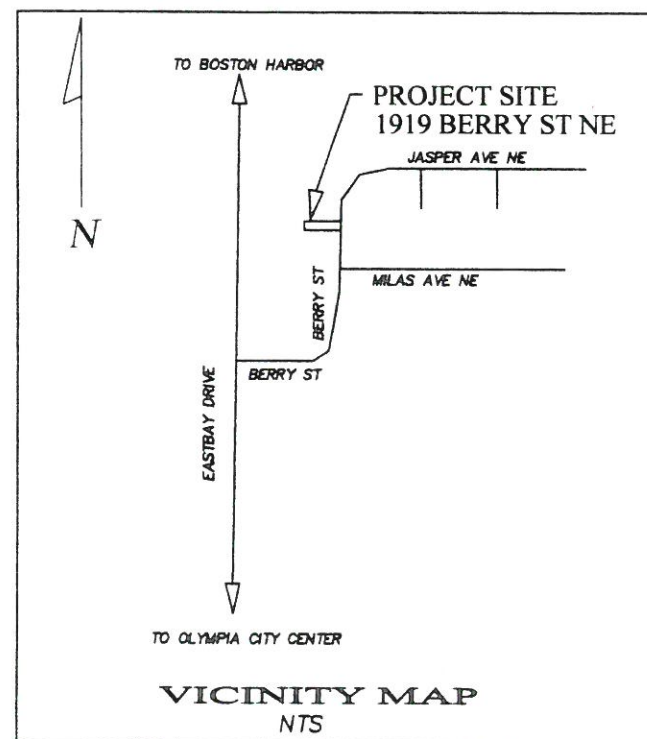 TO BOSTON HARBOR
PROJECT SITE
1919 BERRY ST NE
JASPER AVE NE
N
BERRY ST
MILAS AVE NE
BERRY ST
EASTBAY DRIVE
TO OLYMPIA CITY CENTER
VICINITY MAP
NTS